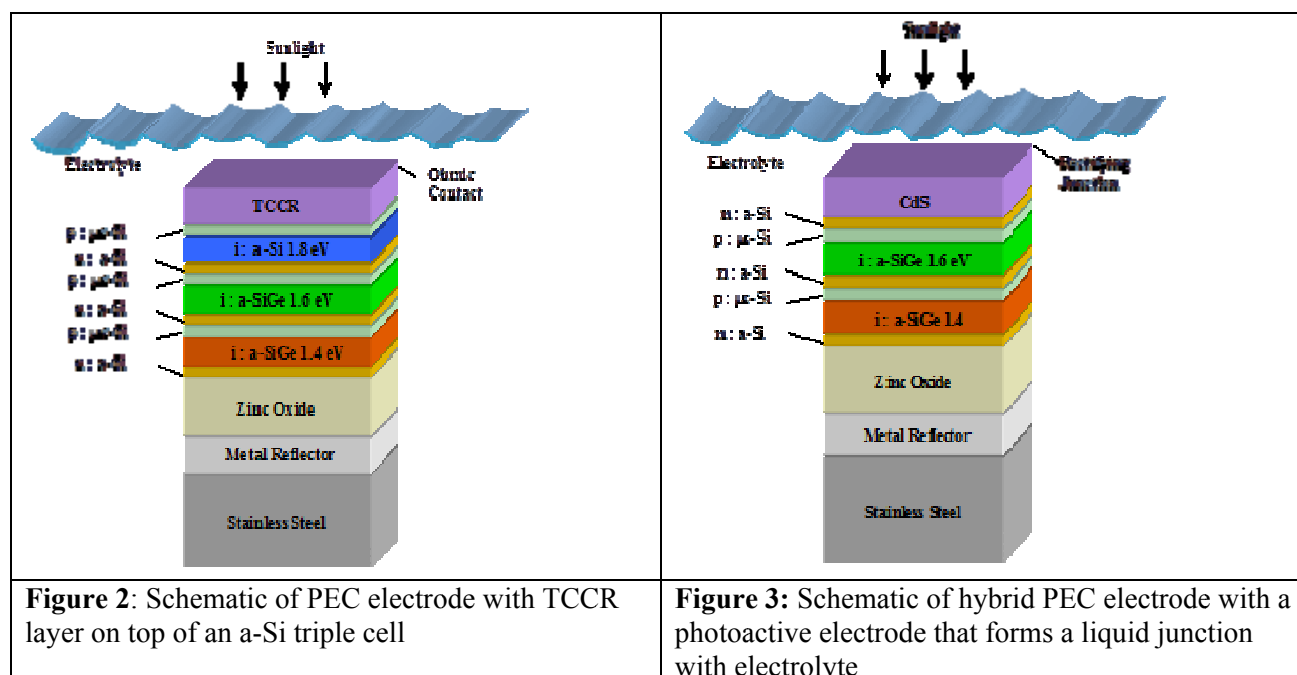 Sunlight
Electrolyte
Ohmic
Contact
TCCR
p: µc-Si
i: a-Si 1.8 eV
n: a-Si
p: µc-Si
i: a-SiGe 1.6 eV
n: a-Si
p: µc-Si
i: a-SiGe 1.4 eV
n: a-Si
Zinc Oxide
Metal Reflector
Stainless Steel
Figure 2: Schematic of PEC electrode with TCCR
layer on top of an a-Si triple cell
Sunlight
Electrolyte
Rectifying
Junction
CdS
n: a-Si
p: µc-Si
i: a-SiGe 1.6 eV
n: a-Si
p: µc-Si
i: a-SiGe 1.4
n: a-Si
Zinc Oxide
Metal Reflector
Stainless Steel
Figure 3: Schematic of hybrid PEC electrode with a
photoactive electrode that forms a liquid junction
with electrolyte